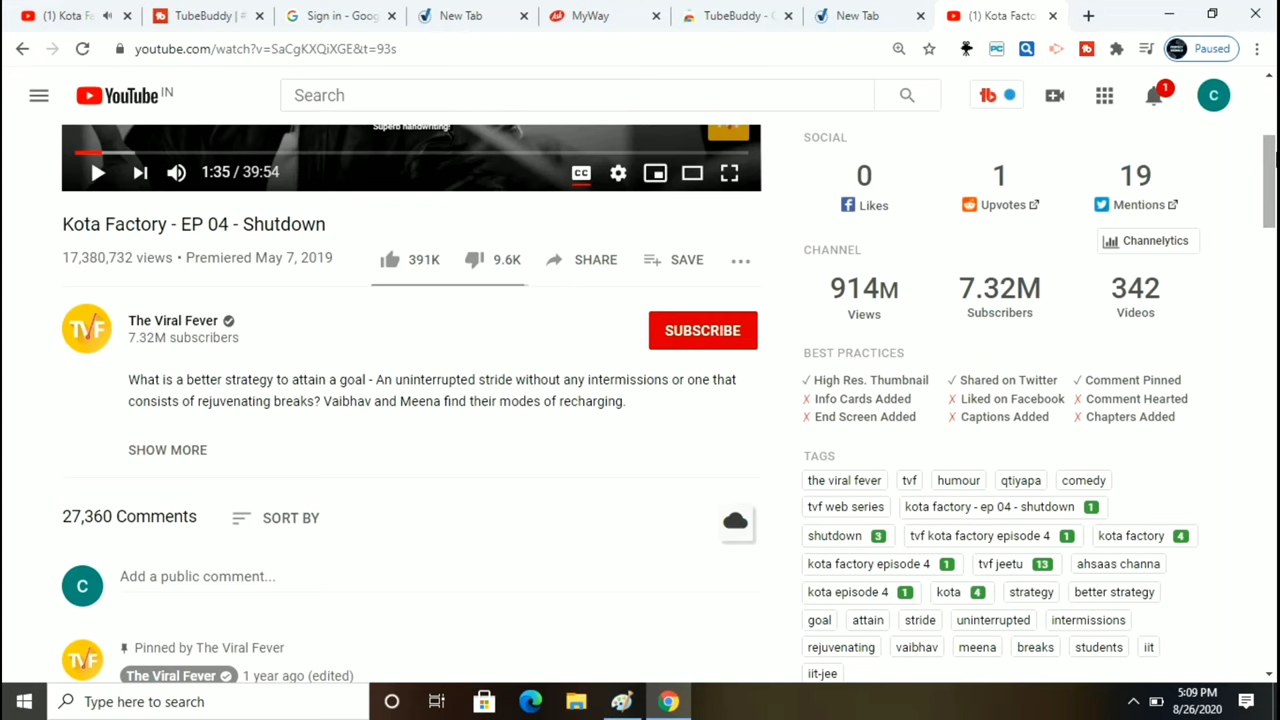 (1) Kota Fa
TubeBuddy | #
Sign in - Goog
New Tab
MyWay
TubeBuddy - G
New Tab
(1) Kota Facto
youtube.com/watch?v=SaCgKXQiXGE&t=93s
Paused
YouTube IN
Search
1
C
Superb handwriting!
1:35 / 39:54
CC
Kota Factory - EP 04 - Shutdown
17,380,732 views • Premiered May 7, 2019
391K 9.6K SHARE SAVE
TVF
The Viral Fever
7.32M subscribers
SUBSCRIBE
What is a better strategy to attain a goal - An uninterrupted stride without any intermissions or one that
consists of rejuvenating breaks? Vaibhav and Meena find their modes of recharging.
SHOW MORE
27,360 Comments SORT BY
C Add a public comment...
Pinned by The Viral Fever
TVF
The Viral Fever 1 year ago (edited)
SOCIAL
0 1 19
Likes Upvotes Mentions
CHANNEL
Channelytics
914M 7.32M 342
Views Subscribers Videos
BEST PRACTICES
✓ High Res. Thumbnail ✓ Shared on Twitter ✓ Comment Pinned
✗ Info Cards Added ✗ Liked on Facebook ✗ Comment Hearted
✗ End Screen Added ✗ Captions Added ✗ Chapters Added
TAGS
the viral fever tvf humour qtiyapa comedy
tvf web series kota factory - ep 04 - shutdown 1
shutdown 3 tvf kota factory episode 4 1 kota factory 4
kota factory episode 4 1 tvf jeetu 13 ahsaas channa
kota episode 4 1 kota 4 strategy better strategy
goal attain stride uninterrupted intermissions
rejuvenating vaibhav meena breaks students iit
iit-jee
Type here to search
5:09 PM
8/26/2020